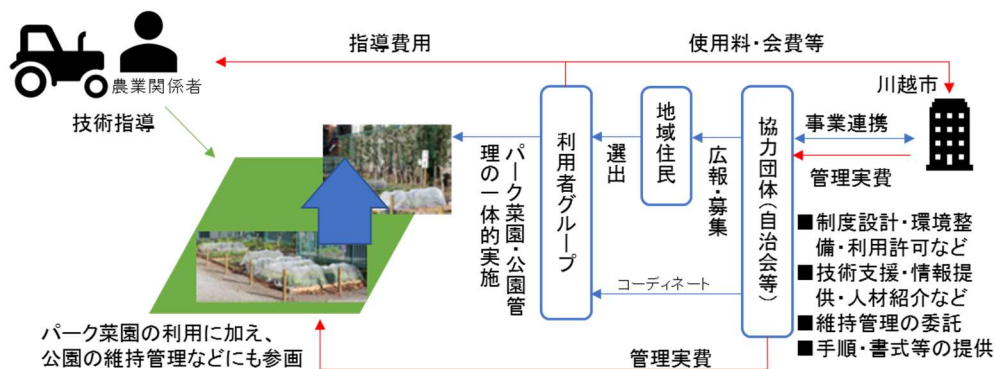 指導費用
使用料・会費等
農業関係者
川越市
技術指導
パーク菜園・公園管
理の一体的実施
利用者グループ
選出
地域住民
広報・募集
協力団体(自治会等)
事業連携
管理実費
コーディネート
■制度設計・環境整
備・利用許可など
■技術支援・情報提
供・人材紹介など
■維持管理の委託
■手順・書式等の提供
パーク菜園の利用に加え、
公園の維持管理などにも参画
管理実費